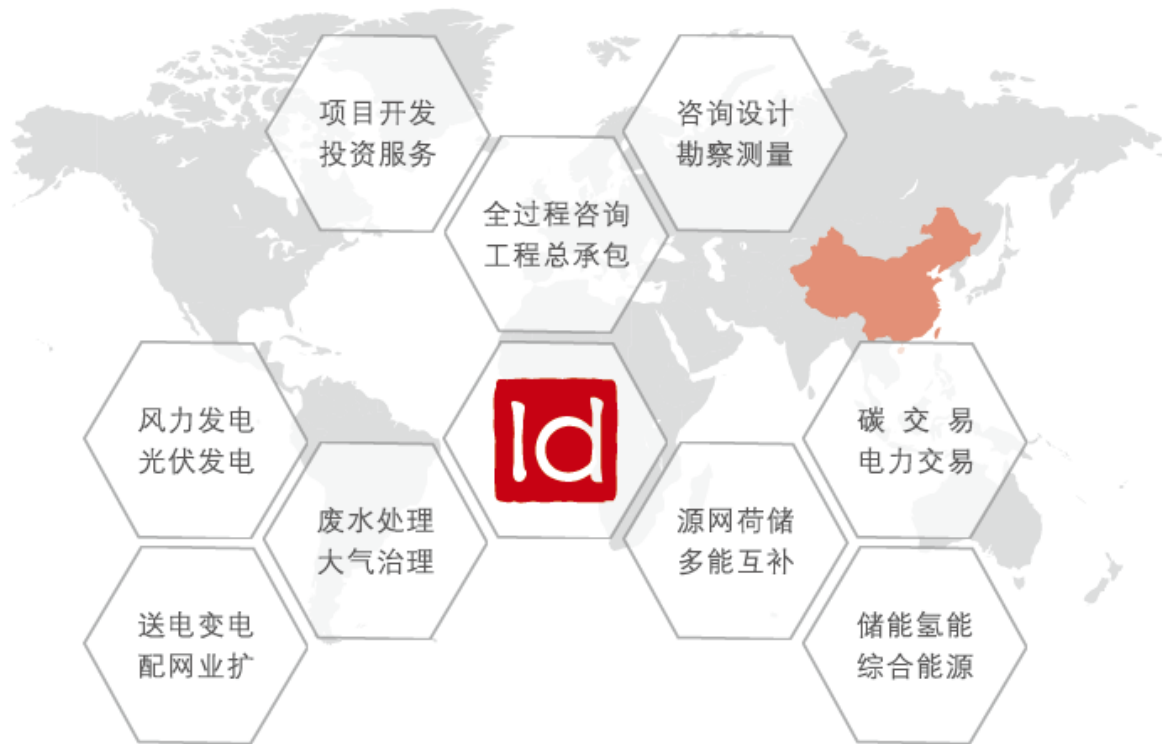 项目开发
投资服务
咨询设计
勘察测量
全过程咨询
工程总承包
风力发电
光伏发电
ld
碳交易
电力交易
废水处理
大气治理
源网荷储
多能互补
送电变电
配网业扩
储能氢能
综合能源